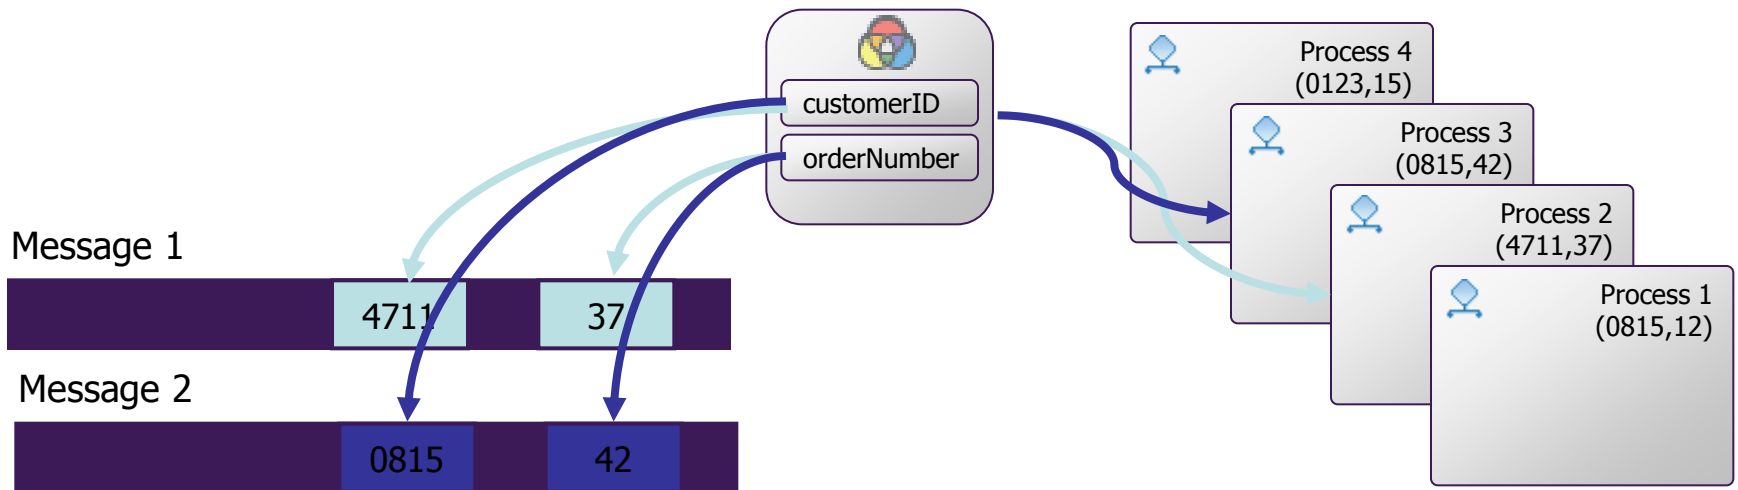 customerID
orderNumber
Process 4
(0123,15)
Process 3
(0815,42)
Process 2
(4711,37)
Process 1
(0815,12)
Message 1
4711 37
Message 2
0815 42